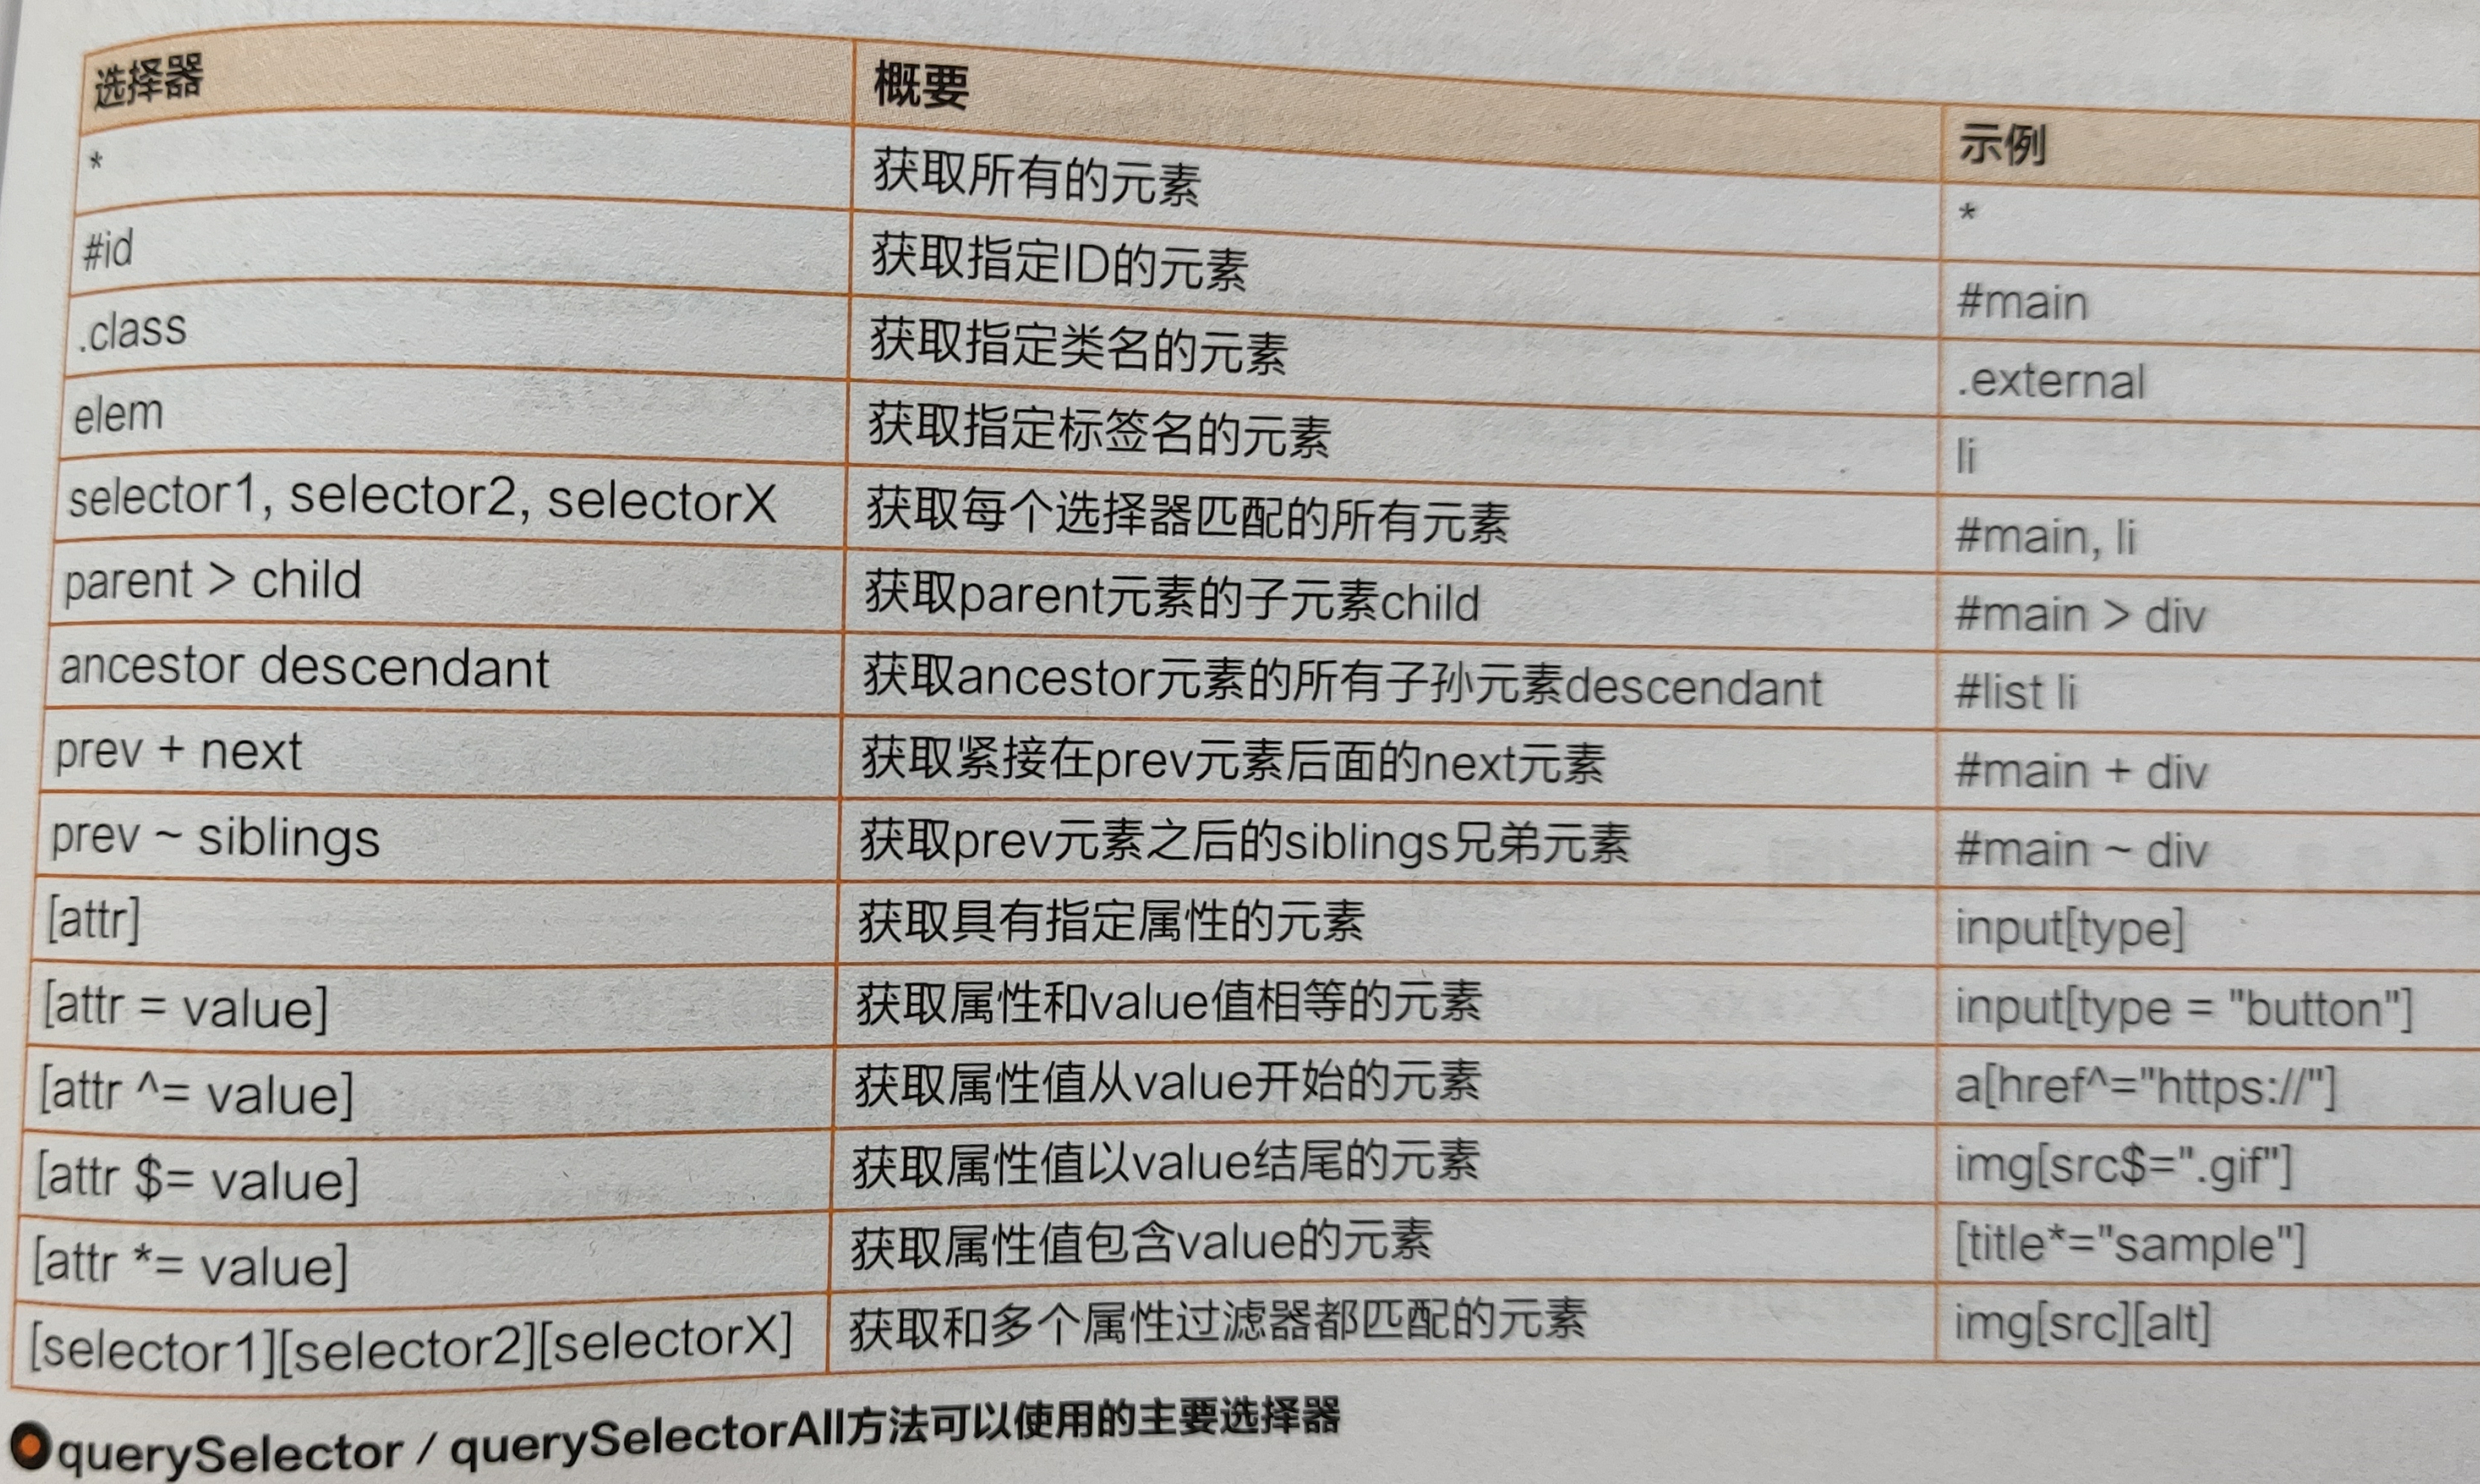 选择器 概要 示例
* 获取所有的元素 *
#id 获取指定ID的元素 #main
.class 获取指定类名的元素 .external
elem 获取指定标签名的元素 li
selector1, selector2, selectorX 获取每个选择器匹配的所有元素 #main, li
parent > child 获取parent元素的子元素child #main > div
ancestor descendant 获取ancestor元素的所有子孙元素descendant #list li
prev + next 获取紧接在prev元素后面的next元素 #main + div
prev ~ siblings 获取prev元素之后的siblings兄弟元素 #main ~ div
[attr] 获取具有指定属性的元素 input[type]
[attr = value] 获取属性和value值相等的元素 input[type = "button"]
[attr ^= value] 获取属性值从value开始的元素 a[href^="https://"]
[attr $= value] 获取属性值以value结尾的元素 img[src$=".gif"]
[attr *= value] 获取属性值包含value的元素 [title*="sample"]
[selector1][selector2][selectorX] 获取和多个属性过滤器都匹配的元素 img[src][alt]
querySelector / querySelectorAll方法可以使用的主要选择器